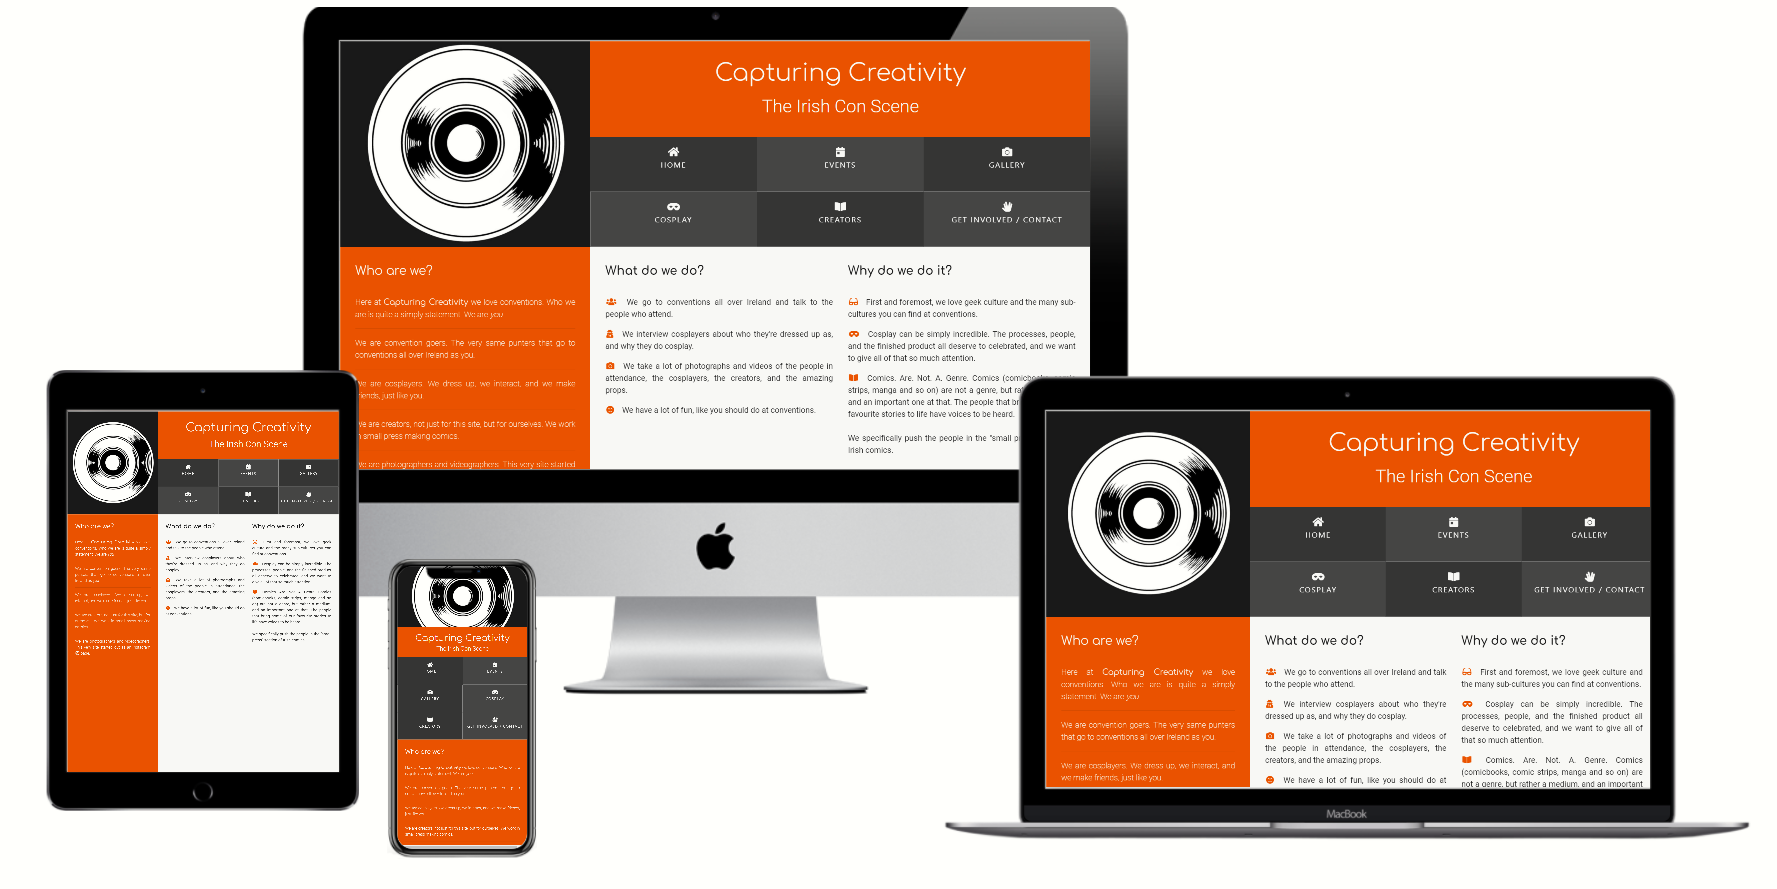 Capturing Creativity
The Irish Con Scene
HOME
EVENTS
GALLERY
COSPLAY
CREATORS
GET INVOLVED / CONTACT
Who are we?
Here at Capturing Creativity we love conventions. Who we
are is quite a simply statement. We are you.
We are convention goers. The very same punters that go to
conventions all over Ireland as you.
We are cosplayers. We dress up, we interact, and we make
friends, just like you.
We are creators, not just for this site, but for ourselves. We work
in small press making comics.
We are photographers and videographers. This very site started
What do we do?
We go to conventions all over Ireland and talk to the
people who attend.
We interview cosplayers about who they're dressed up as,
and why they do cosplay.
We take a lot of photographs and videos of the people in
attendance, the cosplayers, the creators, and the amazing
props.
We have a lot of fun, like you should do at conventions.
Why do we do it?
First and foremost, we love geek culture and the many sub-
cultures you can find at conventions.
Cosplay can be simply incredible. The processes, people,
and the finished product all deserve to celebrated, and we want
to give all of that so much attention.
Comics. Are. Not. A. Genre. Comics
strips, manga and so on) are not a genre, but
and an important one at that. The people that
favourite stories to life have voices to be heard.
We specifically push the people in the "small
Irish comics.
Capturing Creativity
The Irish Con Scene
HOME
EVENTS
GALLERY
GET INVOLVED / CONTACT
Who are we?
What do we do?
Why do we do it?
Capturing Creativity
The Irish Con Scene
EVENTS
GALLERY
COSPLAY
CREATORS
GET INVOLVED / CONTACT
Who are we?
Capturing Creativity
The Irish Con Scene
HOME
EVENTS
GALLERY
COSPLAY
CREATORS
GET INVOLVED / CONTACT
Who are we?
Here at Capturing Creativity we love
conventions. Who we are is quite a simply
statement. We are you.
We are convention goers. The very same punters
that go to conventions all over Ireland as you.
We are cosplayers. We dress up, we interact, and
we make friends, just like you.
What do we do?
We go to conventions all over Ireland and talk
to the people who attend.
We interview cosplayers about who they're
dressed up as, and why they do cosplay.
We take a lot of photographs and videos of
the people in attendance, the cosplayers, the
creators, and the amazing props.
We have a lot of fun, like you should do at
Why do we do it?
First and foremost, we love geek culture and
the many sub-cultures you can find at conventions.
Cosplay can be simply incredible. The
processes, people, and the finished product all
deserve to celebrated, and we want to give all of
that so much attention.
Comics. Are. Not. A. Genre. Comics
(comicbooks, comic strips, manga and so on) are
not a genre, but rather a medium, and an important
MacBook